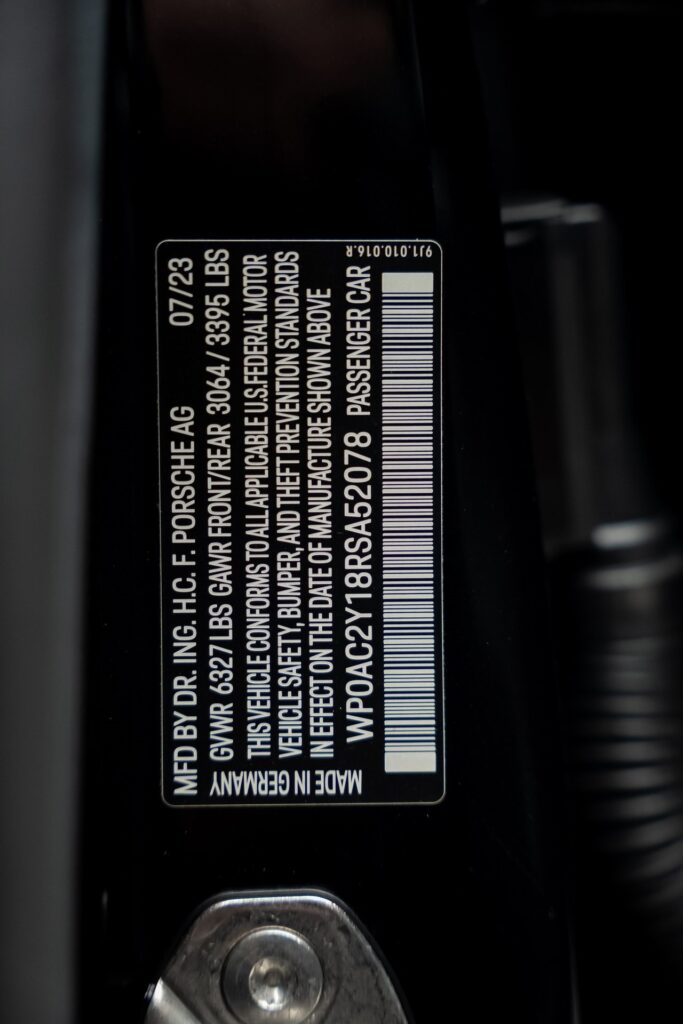 MFD BY DR. ING. H.C. F. PORSCHE AG 07/23
GVWR 6327 LBS GAWR FRONT/REAR 3064 / 3395 LBS
THIS VEHICLE CONFORMS TO ALL APPLICABLE U.S. FEDERAL MOTOR
VEHICLE SAFETY, BUMPER, AND THEFT PREVENTION STANDARDS
IN EFFECT ON THE DATE OF MANUFACTURE SHOWN ABOVE
WP0AC2Y18RSA52078 PASSENGER CAR
MADE IN GERMANY
9J1.010.016.R